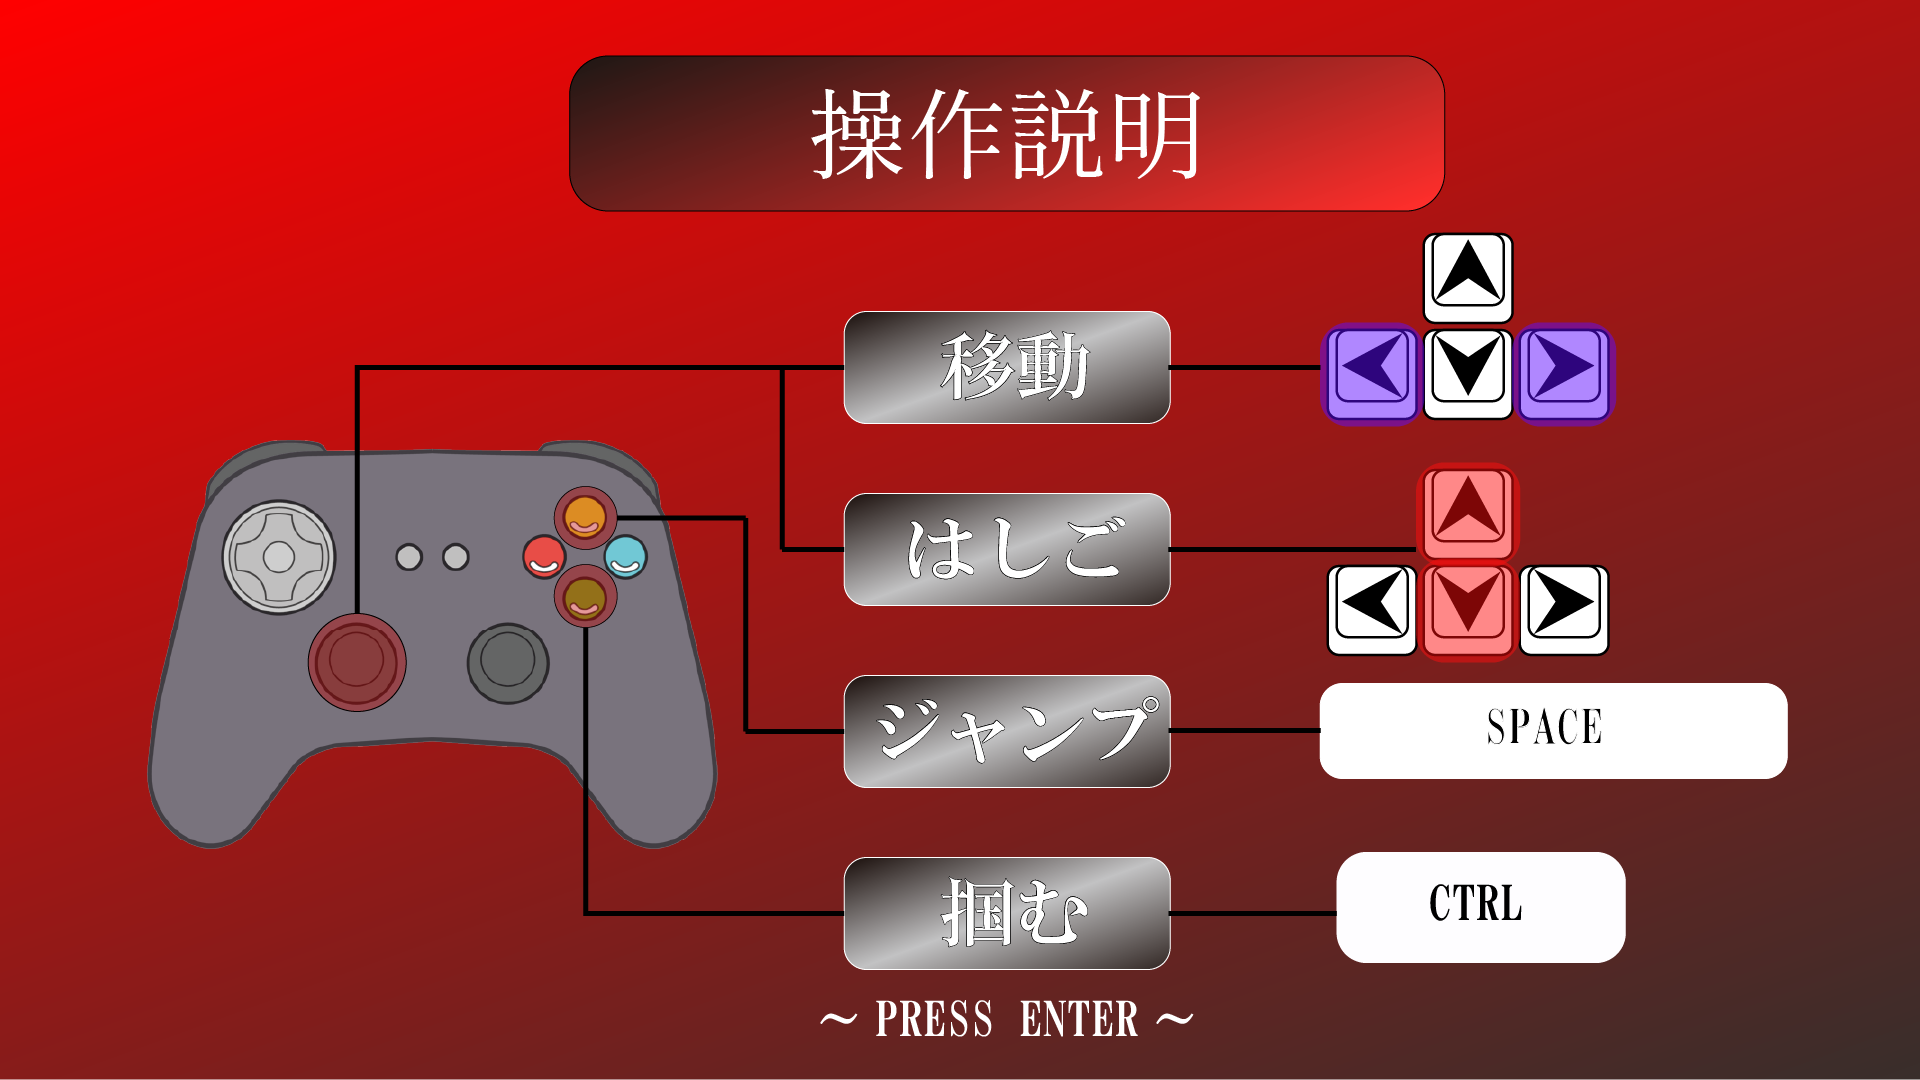 操作説明
移動
はしご
ジャンプ
SPACE
掴む
CTRL
～ PRESS ENTER ～